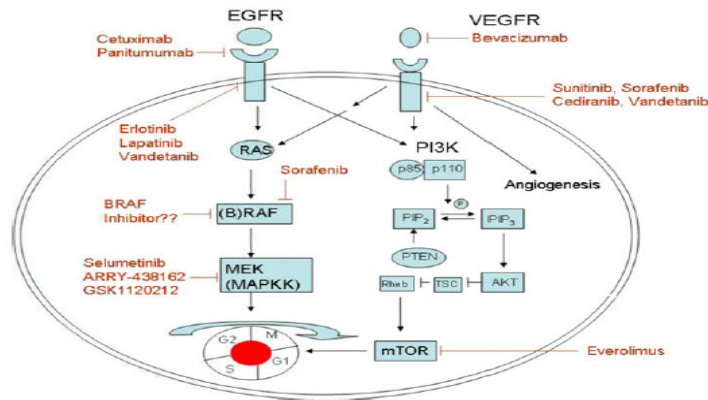 EGFR
VEGFR
Cetuximab
Panitumumab
Bevacizumab
Sunitinib, Sorafenib
Cediranib, Vandetanib
Erlotinib
Lapatinib
Vandetanib
RAS
PI3K
Sorafenib
p85
p110
Angiogenesis
BRAF
Inhibitor??
(B)RAF
P
PIP2
PIP3
PTEN
Selumetinib
ARRY-438162
GSK1120212
MEK
(MAPKK)
Rheb
TSC
AKT
G2
M
S
G1
mTOR
Everolimus